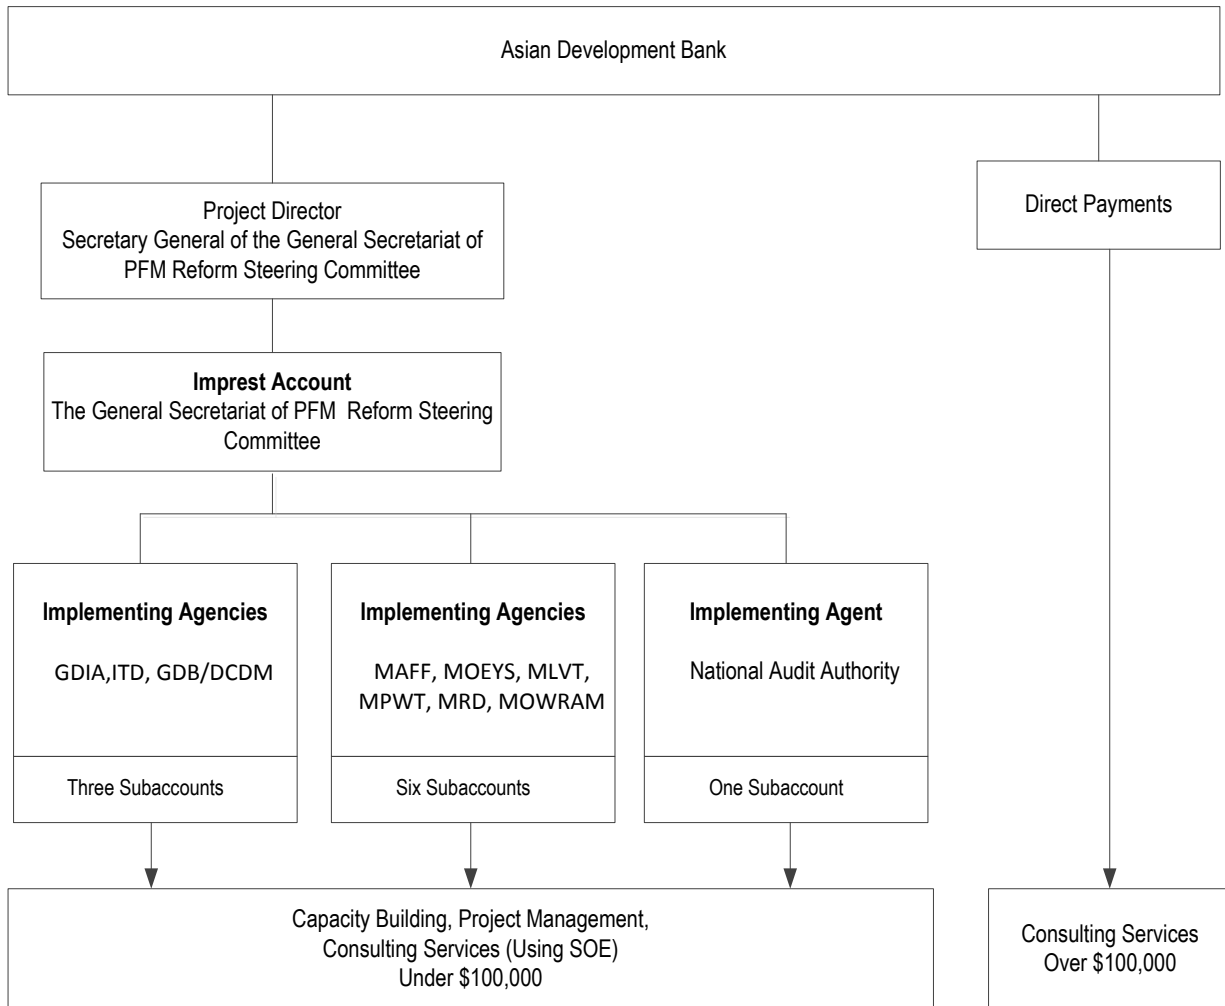 Asian Development Bank
Project Director
Secretary General of the General Secretariat of
PFM Reform Steering Committee
Direct Payments
Imprest Account
The General Secretariat of PFM Reform Steering
Committee
Implementing Agencies
GDIA,ITD, GDB/DCDM
Three Subaccounts
Implementing Agencies
MAFF, MOEYS, MLVT,
MPWT, MRD, MOWRAM
Six Subaccounts
Implementing Agent
National Audit Authority
One Subaccount
Capacity Building, Project Management,
Consulting Services (Using SOE)
Under $100,000
Consulting Services
Over $100,000